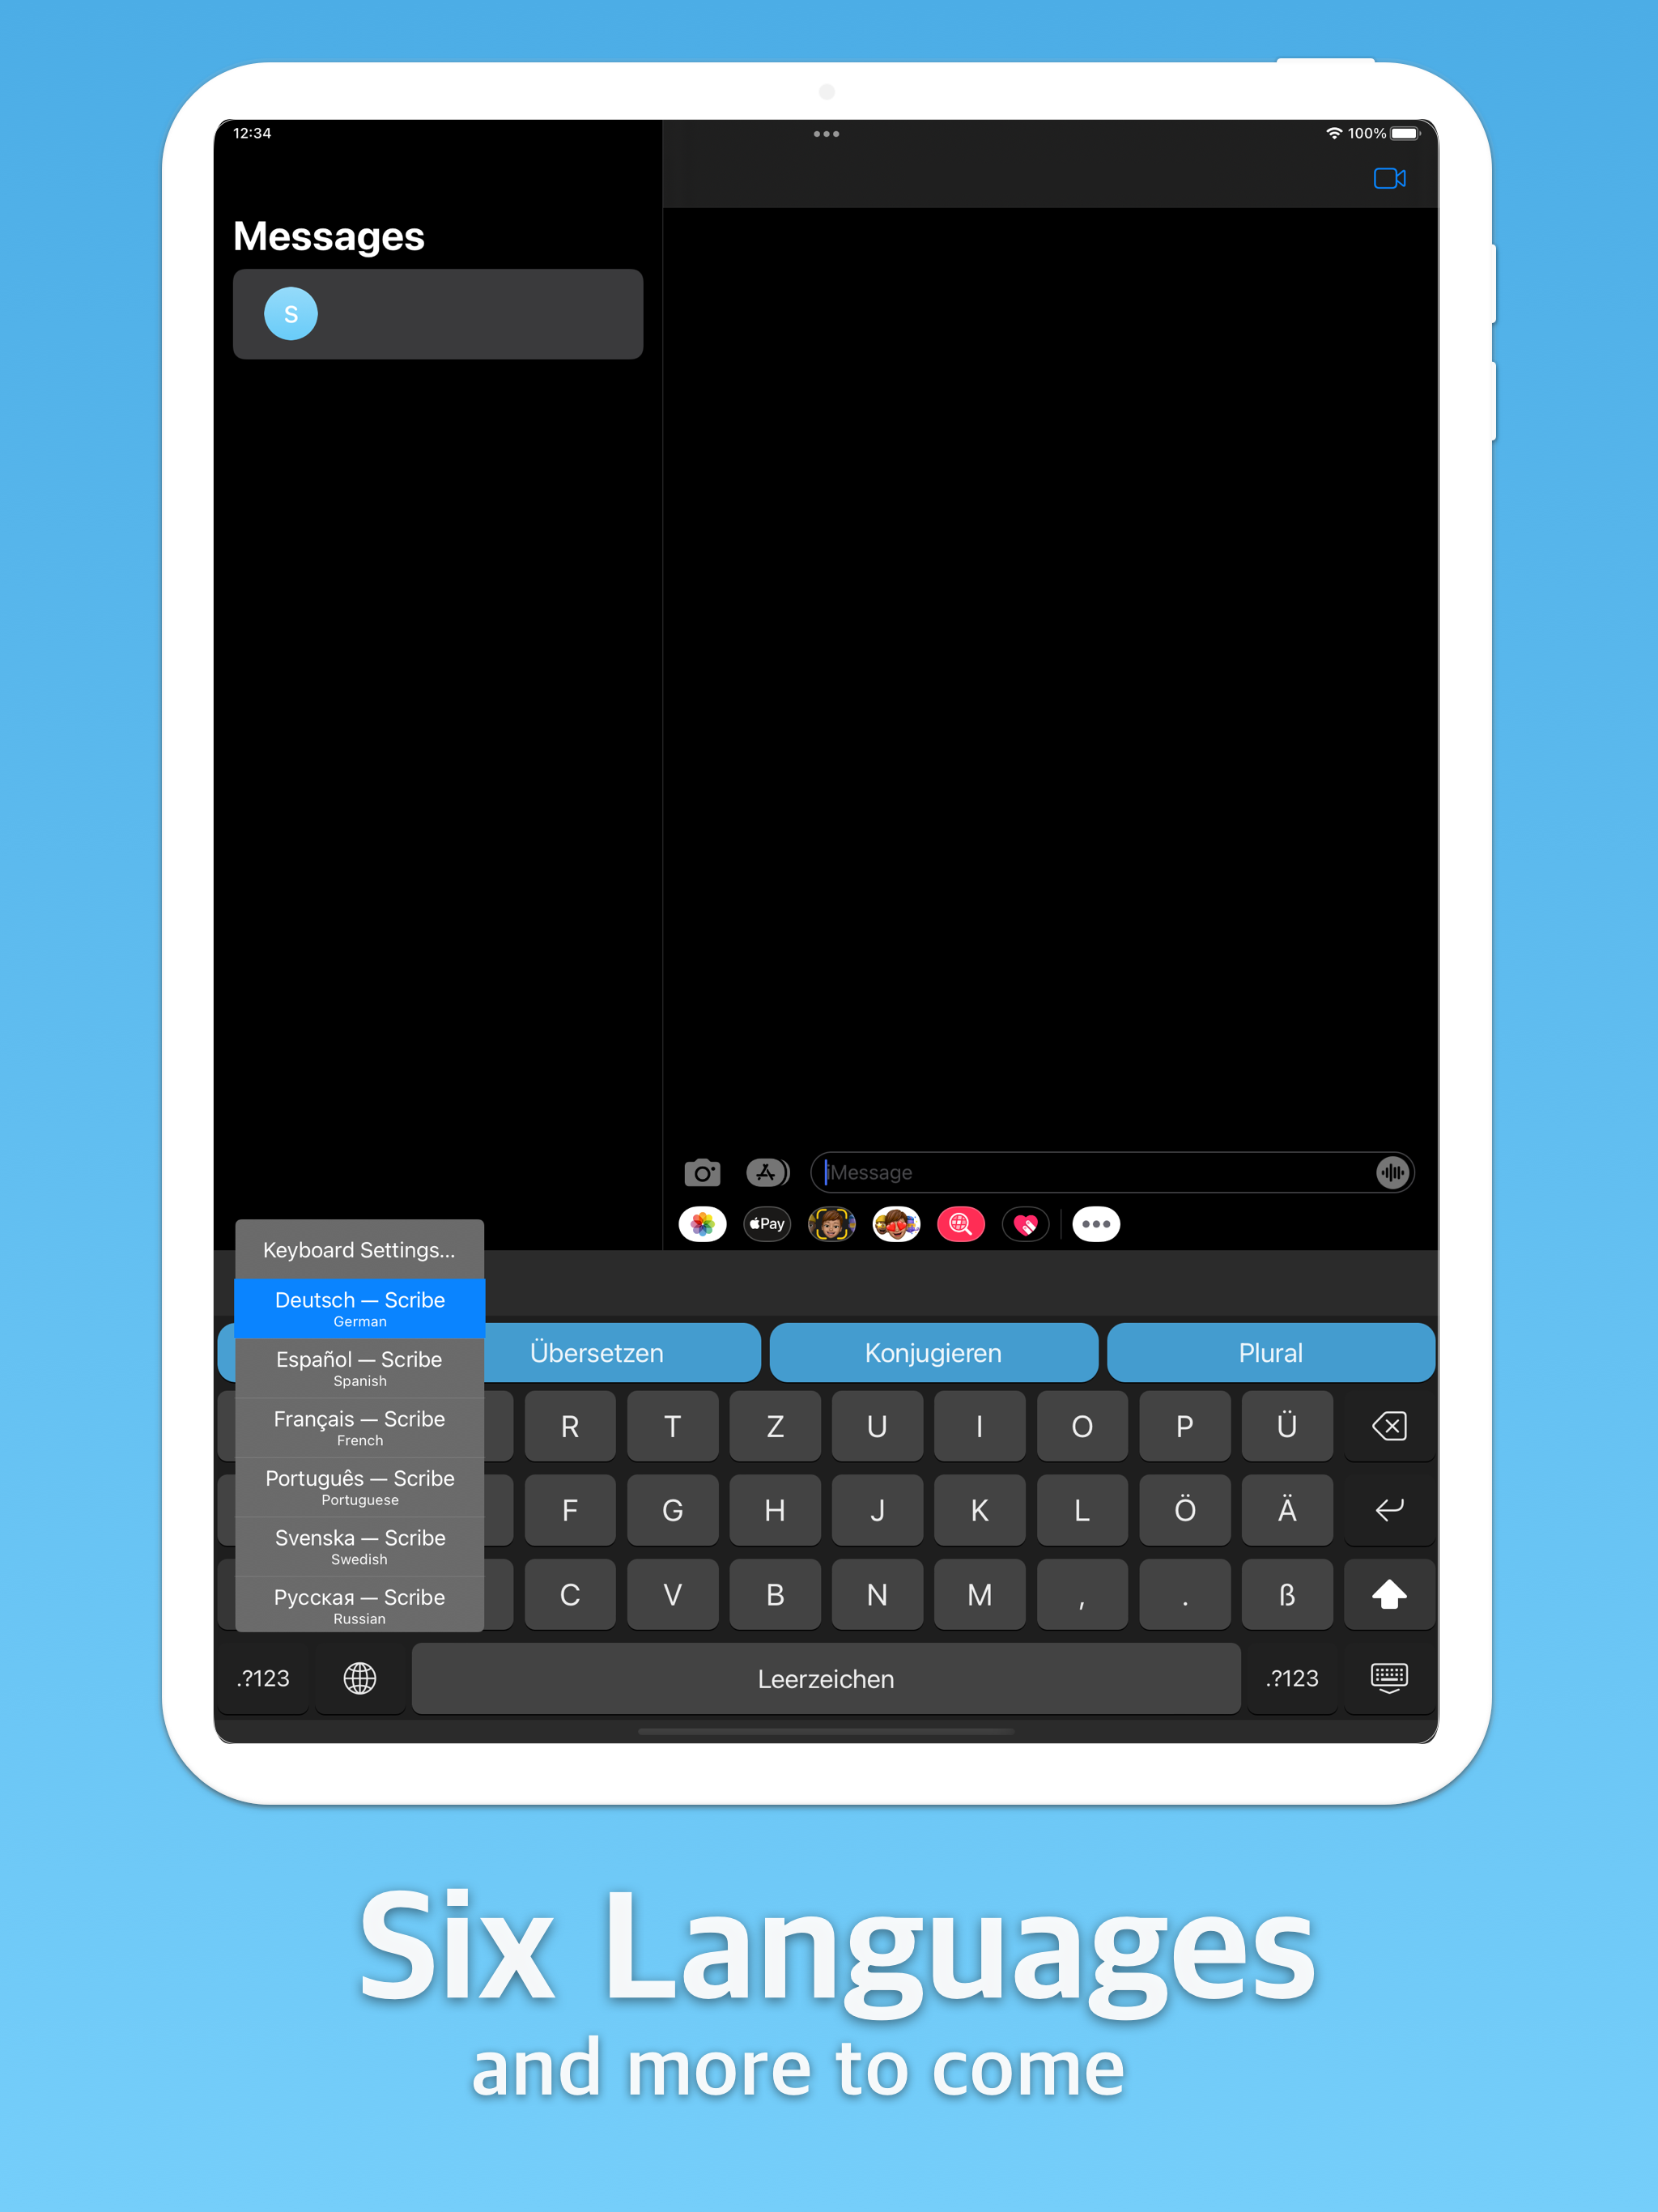 12:34
100%
Messages
S
iMessage
Pay
Keyboard Settings...
Deutsch — Scribe
German
Español — Scribe
Spanish
Français — Scribe
French
Português — Scribe
Portuguese
Svenska — Scribe
Swedish
Русская — Scribe
Russian
Übersetzen Konjugieren Plural
R T Z U I O P Ü
F G H J K L Ö Ä
C V B N M , . ß
.?123 Leerzeichen .?123
Six Languages
and more to come